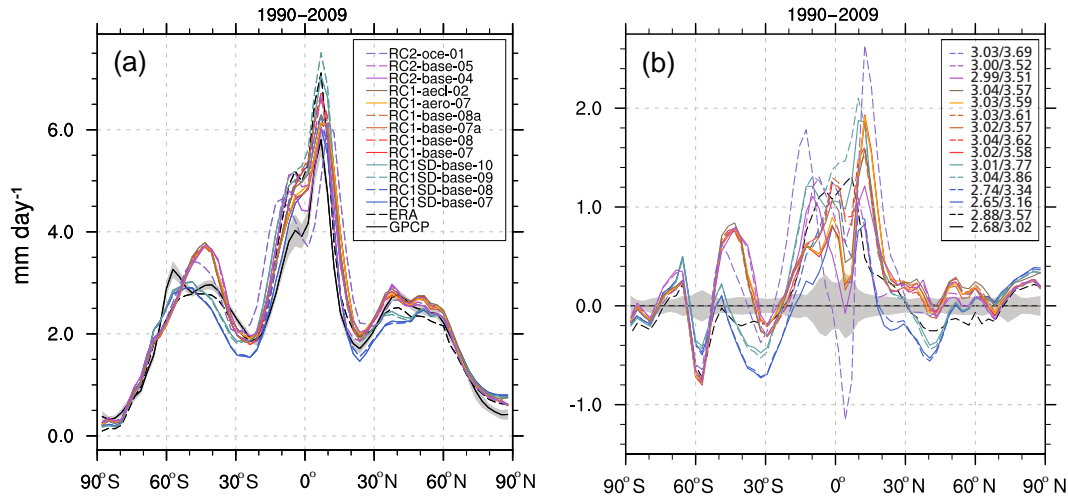 1990−2009
(a)
RC2-oce-01
RC2-base-05
RC2-base-04
RC1-aecl-02
RC1-aero-07
RC1-base-08a
RC1-base-07a
RC1-base-08
RC1-base-07
RC1SD-base-10
RC1SD-base-09
RC1SD-base-08
RC1SD-base-07
ERA
GPCP
mm day⁻¹
6.0
4.0
2.0
0.0
90°S 60°S 30°S 0° 30°N 60°N 90°N
1990−2009
(b)
3.03/3.69
3.00/3.52
2.99/3.51
3.04/3.57
3.03/3.59
3.03/3.61
3.02/3.57
3.04/3.62
3.02/3.58
3.01/3.77
3.04/3.86
2.74/3.34
2.65/3.16
2.88/3.57
2.68/3.02
2.0
1.0
0.0
-1.0
90°S 60°S 30°S 0° 30°N 60°N 90°N